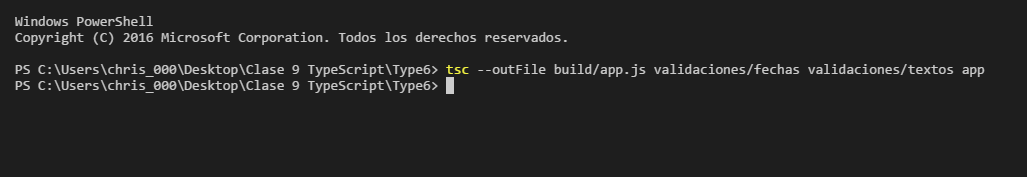 Windows PowerShell
Copyright (C) 2016 Microsoft Corporation. Todos los derechos reservados.
PS C:\Users\chris_000\Desktop\Clase 9 TypeScript\Type6> tsc --outFile build/app.js validaciones/fechas validaciones/textos app
PS C:\Users\chris_000\Desktop\Clase 9 TypeScript\Type6>